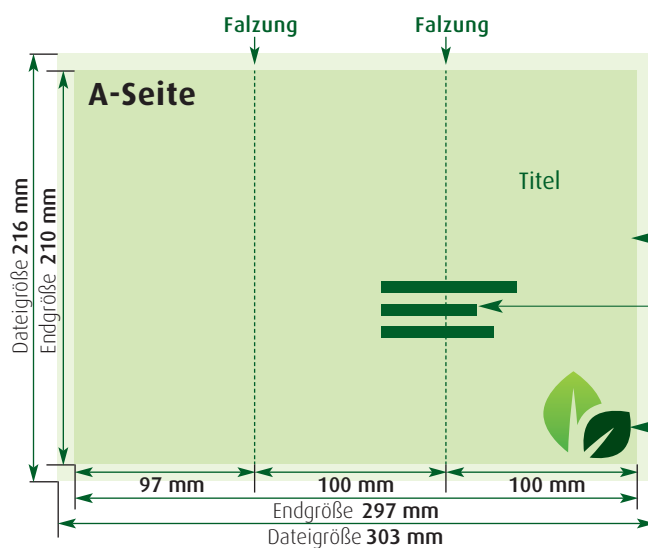 Falzung Falzung
A-Seite
Titel
Dateigröße 216 mm
Endgröße 210 mm
97 mm 100 mm 100 mm
Endgröße 297 mm
Dateigröße 303 mm